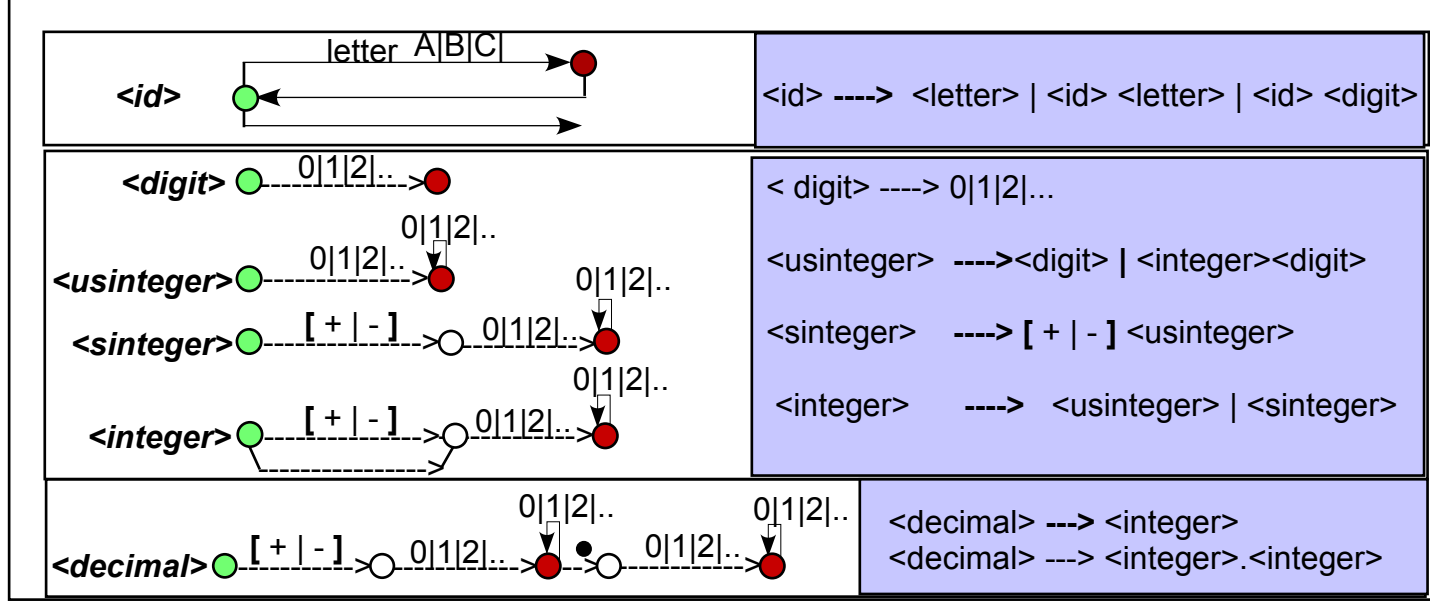 letter A|B|C|
<id>
<id> ----> <letter> | <id> <letter> | <id> <digit>
<digit> 0|1|2|..
< digit> ----> 0|1|2|...
0|1|2|..
<usinteger> 0|1|2|..
<usinteger> ----><digit> | <integer><digit>
0|1|2|..
<sinteger> [ + | - ] 0|1|2|..
<sinteger> ----> [ + | - ] <usinteger>
0|1|2|..
<integer> [ + | - ] 0|1|2|..
<integer> ----> <usinteger> | <sinteger>
0|1|2|.. 0|1|2|..
<decimal> [ + | - ] 0|1|2|.. 0|1|2|..
<decimal> ---> <integer>
<decimal> ---> <integer>.<integer>